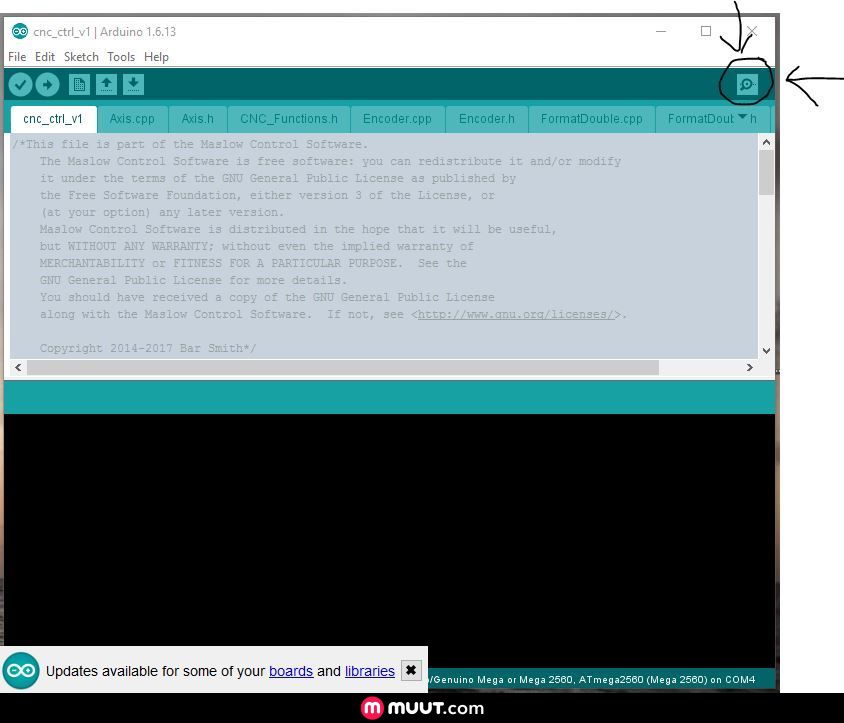 cnc_ctrl_v1 | Arduino 1.6.13
File Edit Sketch Tools Help
cnc_ctrl_v1 Axis.cpp Axis.h CNC_Functions.h Encoder.cpp Encoder.h FormatDouble.cpp FormatDout h
/*This file is part of the Maslow Control Software.
The Maslow Control Software is free software: you can redistribute it and/or modify
it under the terms of the GNU General Public License as published by
the Free Software Foundation, either version 3 of the License, or
(at your option) any later version.
Maslow Control Software is distributed in the hope that it will be useful,
but WITHOUT ANY WARRANTY; without even the implied warranty of
MERCHANTABILITY or FITNESS FOR A PARTICULAR PURPOSE.  See the
GNU General Public License for more details.
You should have received a copy of the GNU General Public License
along with the Maslow Control Software.  If not, see <http://www.gnu.org/licenses/>.
Copyright 2014-2017 Bar Smith*/
Updates available for some of your boards and libraries
/Genuino Mega or Mega 2560, ATmega2560 (Mega 2560) on COM4
muut.com